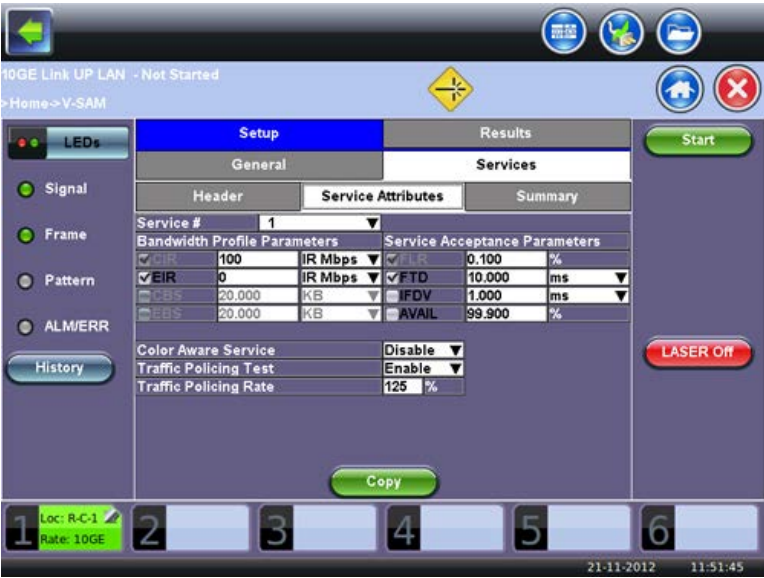 10GE Link UP LAN - Not Started
>Home->V-SAM
LEDs
Signal
Frame
Pattern
ALM/ERR
History
Setup Results
General Services
Header Service Attributes Summary
Service # 1
Bandwidth Profile Parameters Service Acceptance Parameters
CIR 100 IR Mbps FLR 0.100 %
EIR 0 IR Mbps FTD 10.000 ms
CBS 20.000 KB IFDV 1.000 ms
EBS 20.000 KB AVAIL 99.900 %
Color Aware Service Disable
Traffic Policing Test Enable
Traffic Policing Rate 125 %
Copy
Start
LASER Off
1 Loc: R-C-1 Rate: 10GE 2 3 4 5 6
21-11-2012 11:51:45